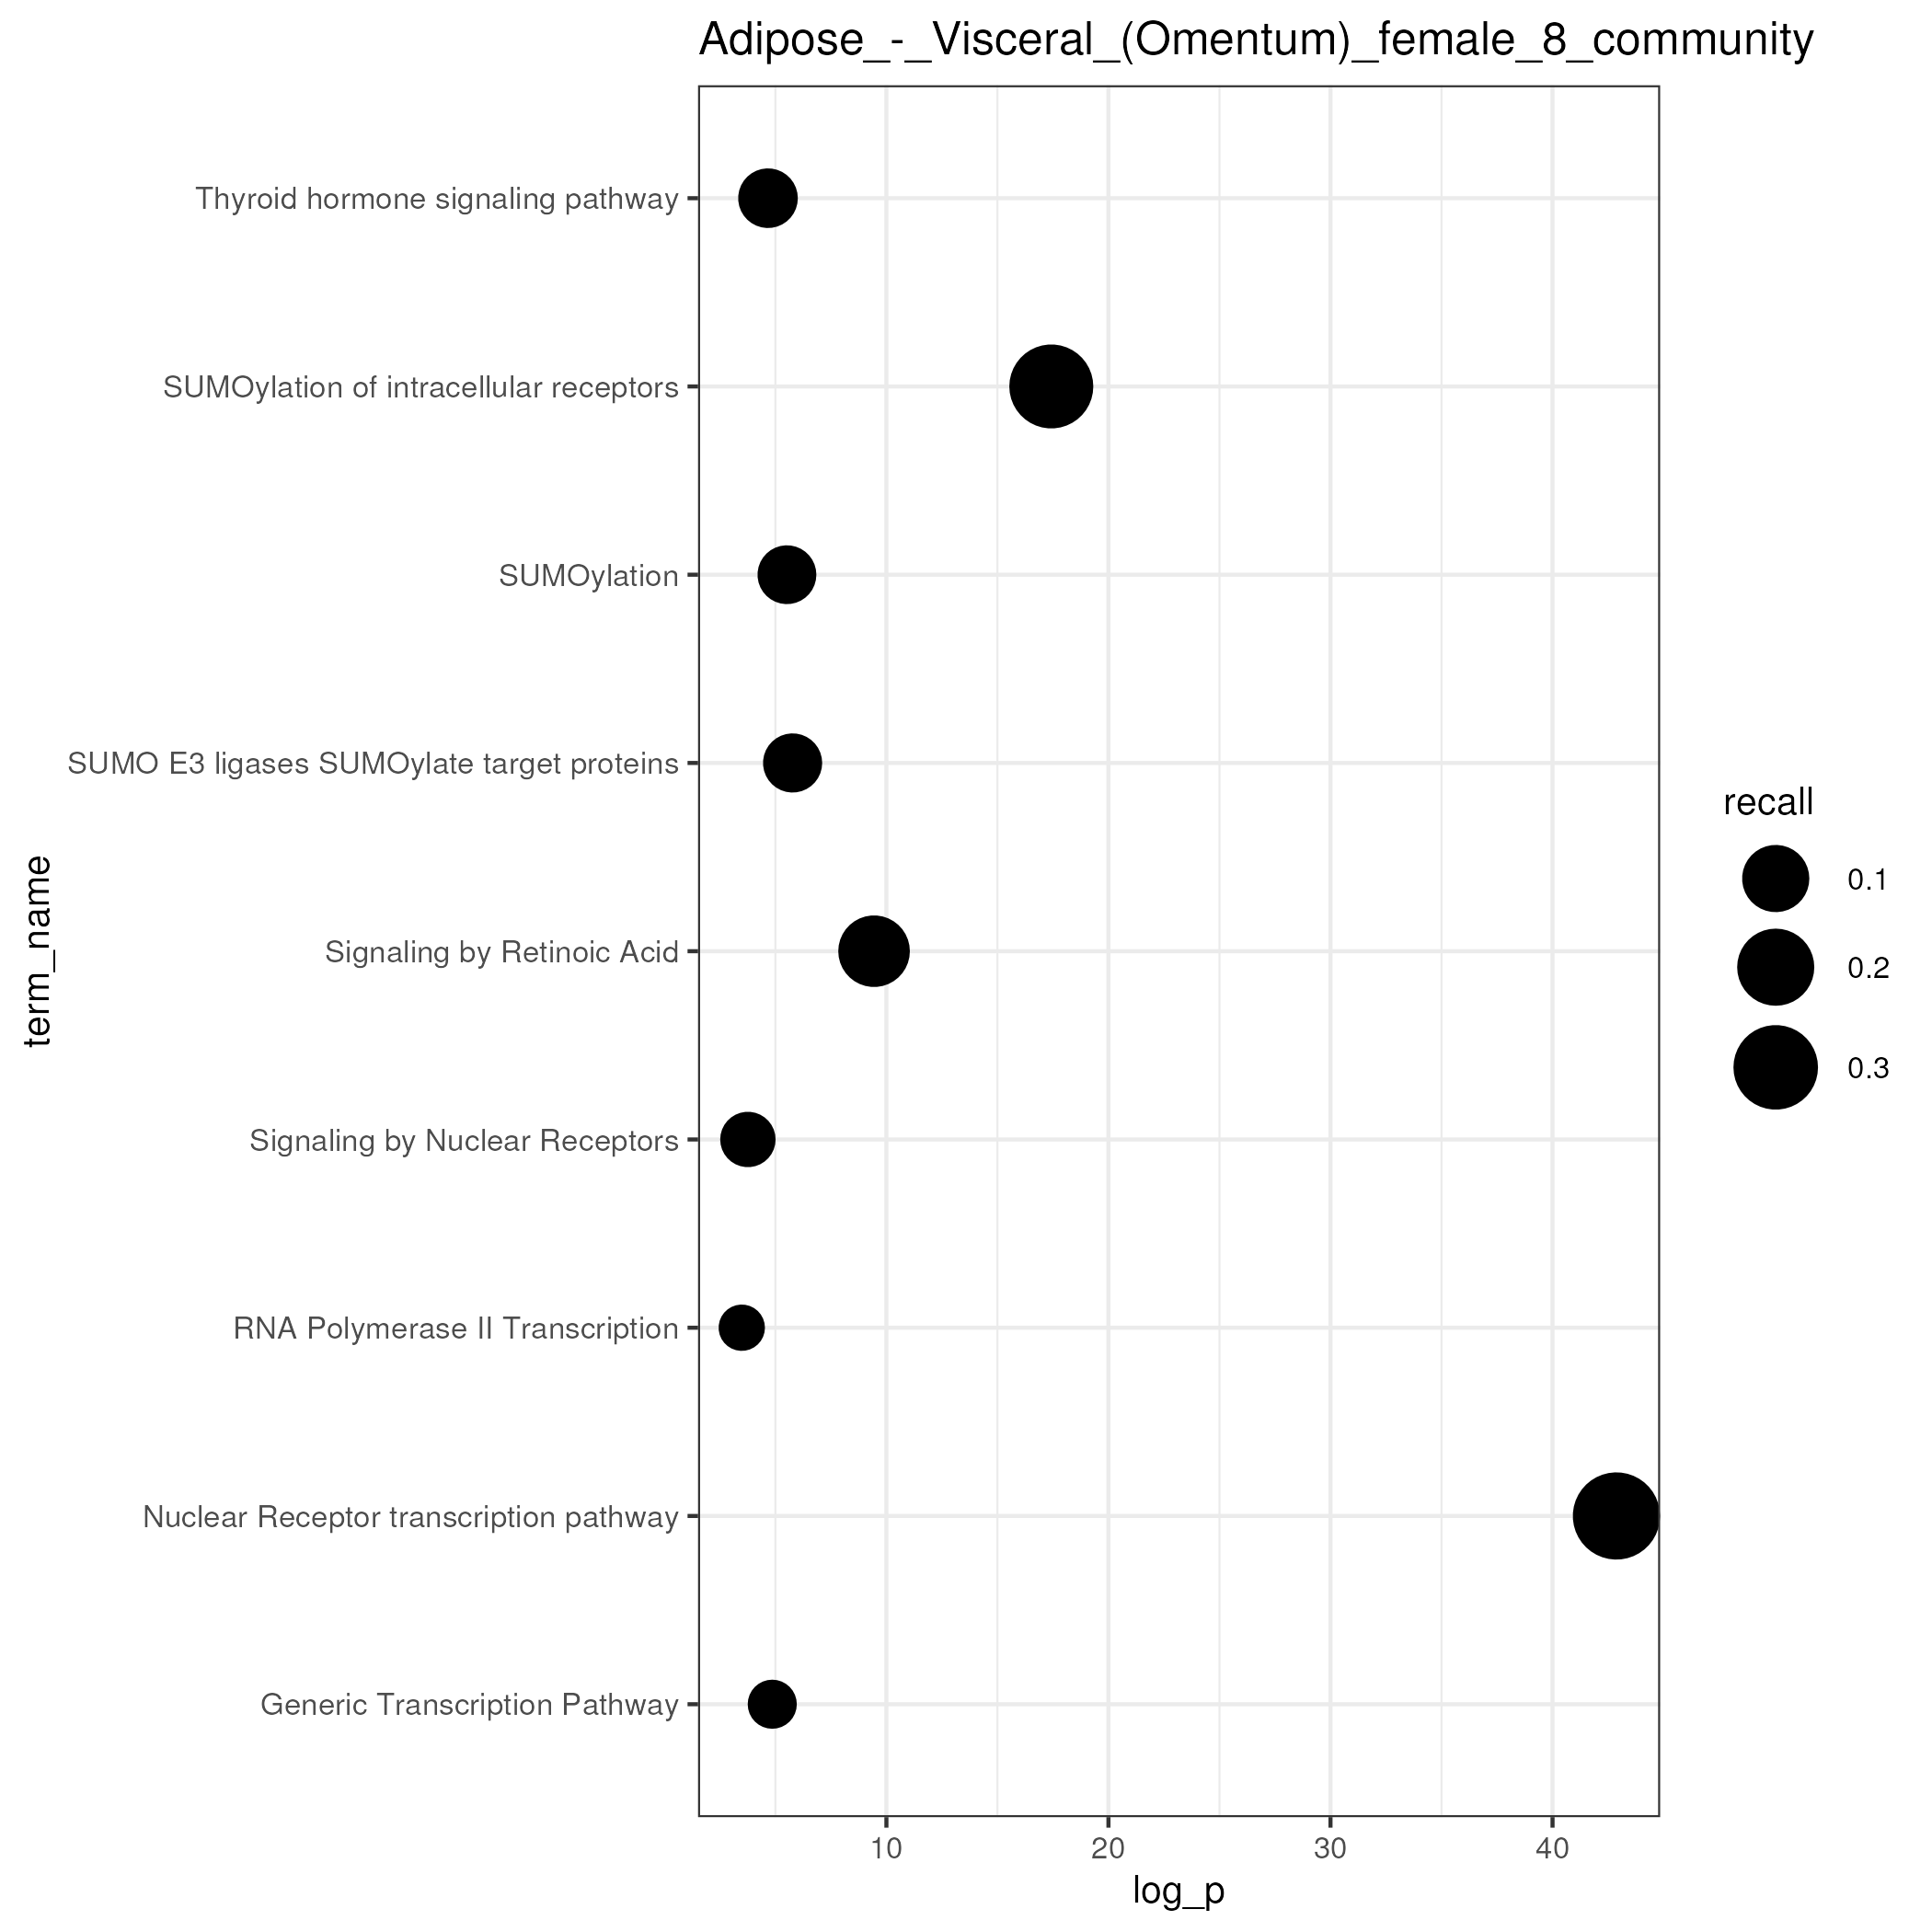 Adipose_-_Visceral_(Omentum)_female_8_community
term_name
Thyroid hormone signaling pathway
SUMOylation of intracellular receptors
SUMOylation
SUMO E3 ligases SUMOylate target proteins
Signaling by Retinoic Acid
Signaling by Nuclear Receptors
RNA Polymerase II Transcription
Nuclear Receptor transcription pathway
Generic Transcription Pathway
10 20 30 40
log_p
recall
0.1
0.2
0.3